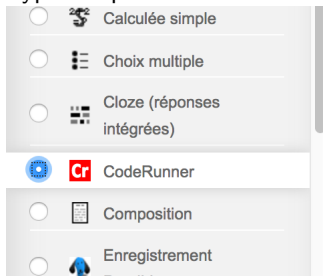 Calculée simple
Choix multiple
Cloze (réponses
intégrées)
Cr CodeRunner
Composition
Enregistrement